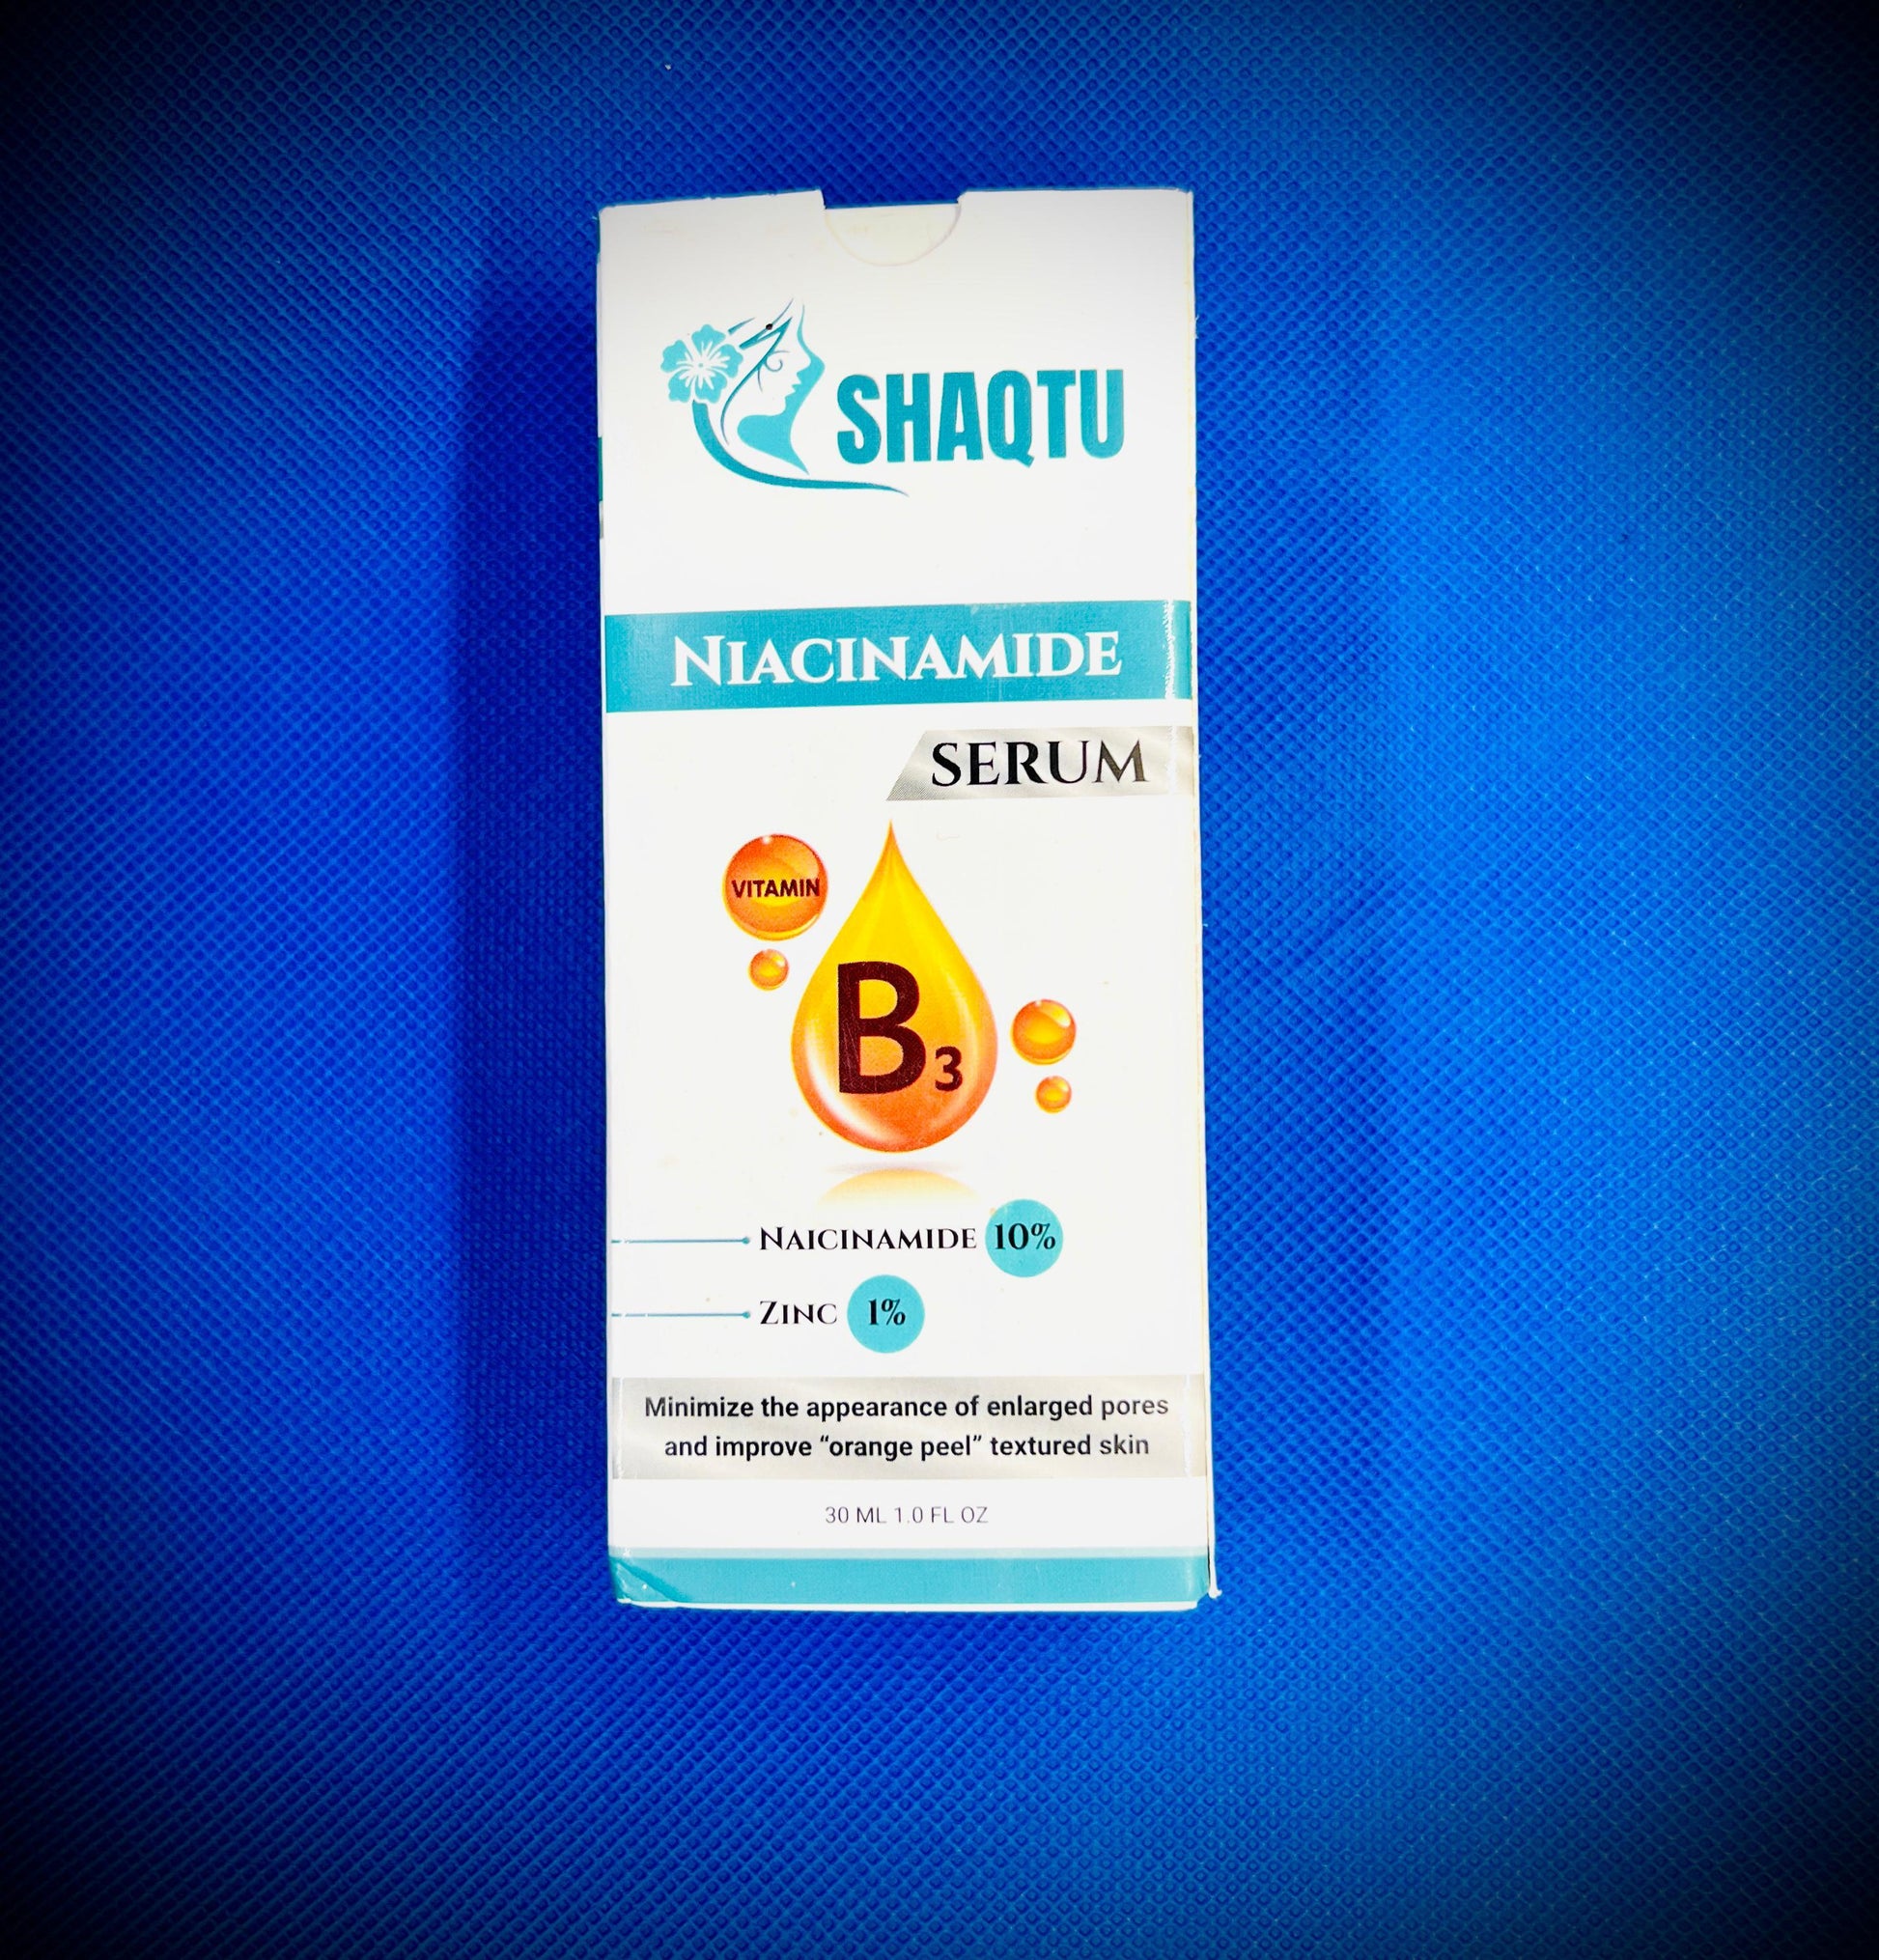 SHAQTU
NIACINAMIDE
SERUM
VITAMIN
B3
NAICINAMIDE 10%
ZINC 1%
Minimize the appearance of enlarged pores
and improve “orange peel” textured skin
30 ML 1.0 FL OZ